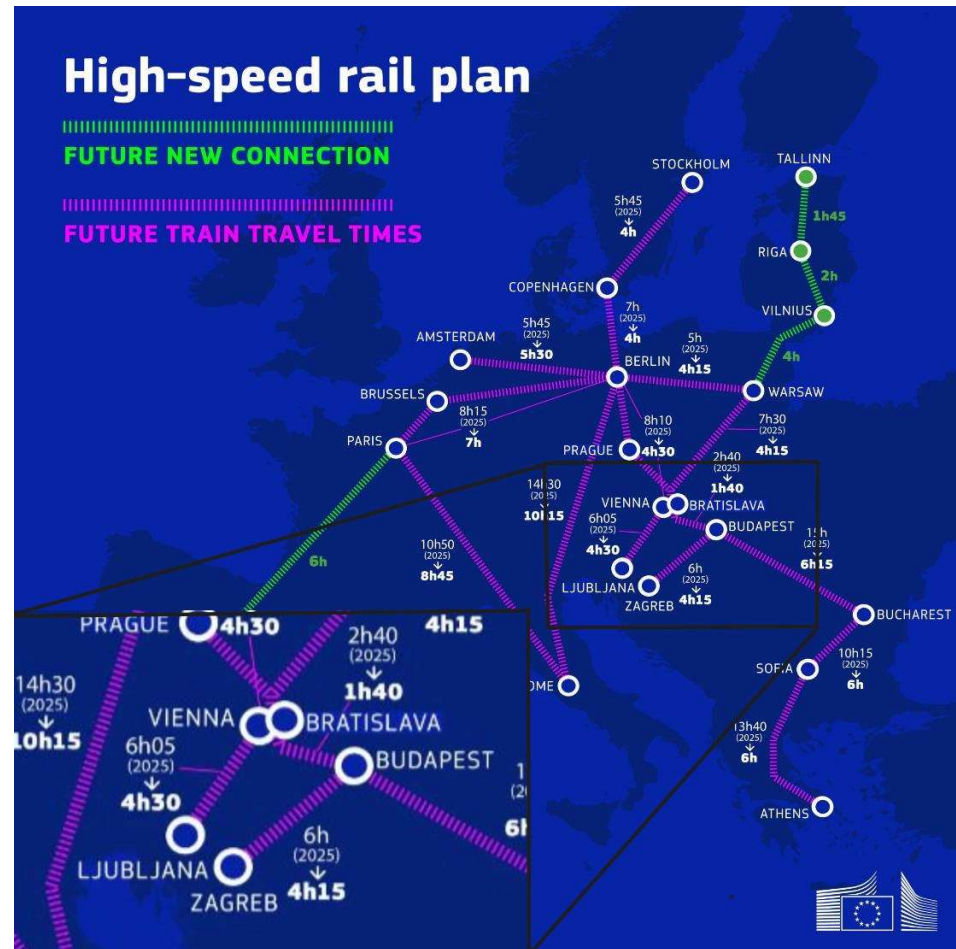 High-speed rail plan
FUTURE NEW CONNECTION
FUTURE TRAIN TRAVEL TIMES
STOCKHOLM
TALLINN
5h45
(2025)
4h
1h45
RIGA
2h
COPENHAGEN
VILNIUS
7h
(2025)
4h
AMSTERDAM
5h45
(2025)
5h30
5h
(2025)
4h15
4h
BERLIN
WARSAW
BRUSSELS
8h15
(2025)
7h
PARIS
8h10
(2025)
4h30
7h30
(2025)
4h15
PRAGUE
2h40
(2025)
1h40
14h30
(2025)
10h15
VIENNA
BRATISLAVA
BUDAPEST
6h05
(2025)
4h30
15h
(2025)
6h15
10h50
(2025)
8h45
6h
LJUBLJANA
ZAGREB
6h
(2025)
4h15
BUCHAREST
SOFIA
10h15
(2025)
6h
OME
13h40
(2025)
6h
ATHENS
PRAGUE
4h30
4h15
2h40
(2025)
1h40
14h30
(2025)
10h15
VIENNA
BRATISLAVA
6h05
(2025)
4h30
BUDAPEST
LJUBLJANA
ZAGREB
6h
(2025)
4h15